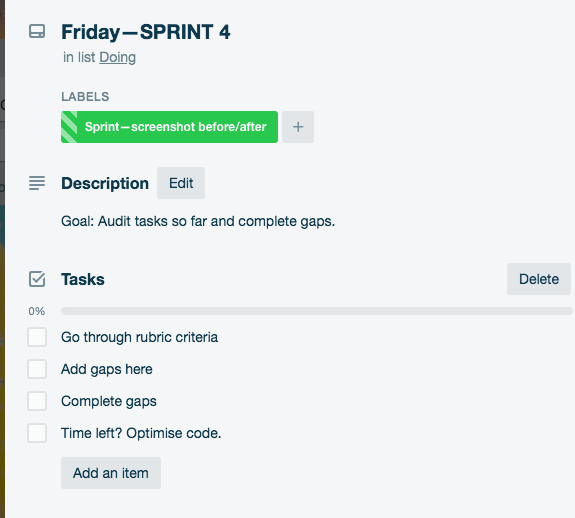 Friday—SPRINT 4
in list Doing
LABELS
Sprint—screenshot before/after
+
Description Edit
Goal: Audit tasks so far and complete gaps.
Tasks Delete
0%
Go through rubric criteria
Add gaps here
Complete gaps
Time left? Optimise code.
Add an item